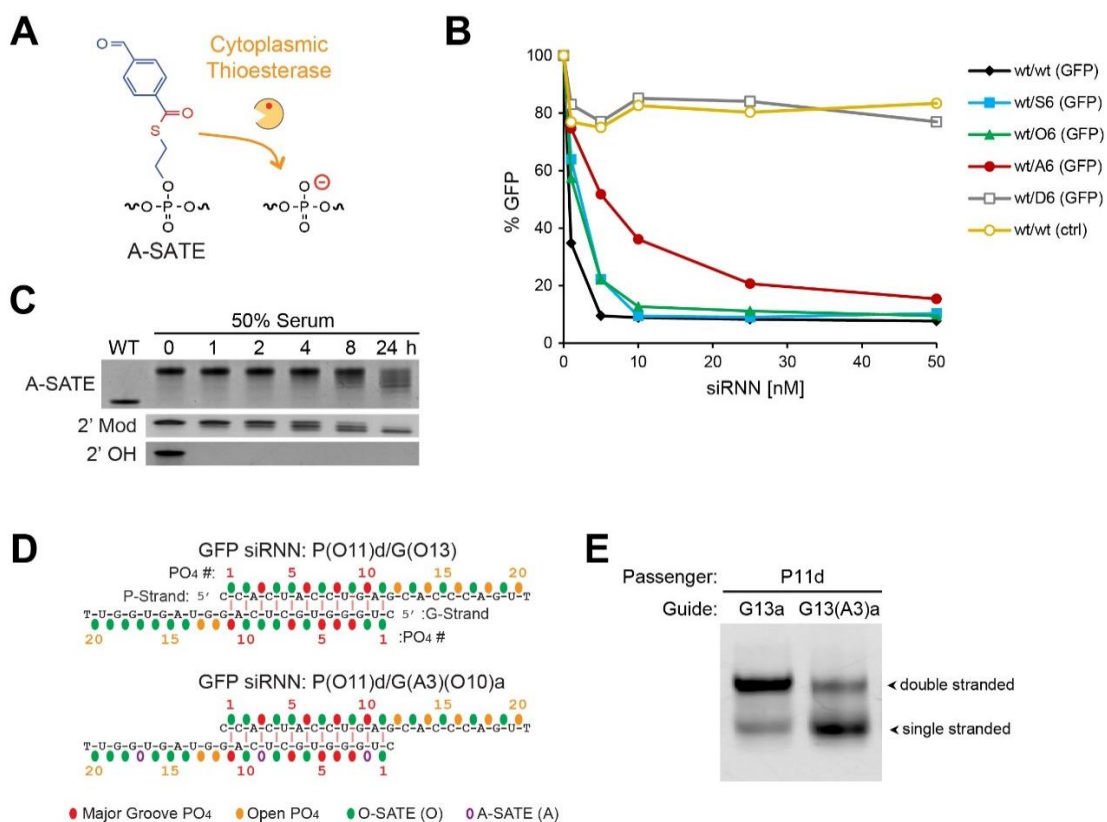 A
O
O
S
O
O
O P O
O
Cytoplasmic
Thioesterase
O P O
O
A-SATE
B
% GFP
100
80
60
40
20
0
0 10 20 30 40 50
siRNN [nM]
wt/wt (GFP)
wt/S6 (GFP)
wt/O6 (GFP)
wt/A6 (GFP)
wt/D6 (GFP)
wt/wt (ctrl)
C
50% Serum
WT 0 1 2 4 8 24 h
A-SATE
2' Mod
2' OH
D
GFP siRNN: P(O11)d/G(O13)
PO₄ #: 1 5 10 15 20
P-Strand: 5' C-C-A-C-U-A-C-C-U-G-A-G-C-A-C-C-C-A-G-U-T
T-U-G-G-U-G-A-U-G-G-A-C-U-C-G-U-G-G-G-U-C 5' :G-Strand
20 15 10 5 1 :PO₄ #
GFP siRNN: P(O11)d/G(A3)(O10)a
1 5 10 15 20
C-C-A-C-U-A-C-C-U-G-A-G-C-A-C-C-C-A-G-U-T
T-U-G-G-U-G-A-U-G-G-A-C-U-C-G-U-G-G-G-U-C
20 15 10 5 1
Major Groove PO₄ Open PO₄ O-SATE (O) A-SATE (A)
E
Passenger: P11d
Guide: G13a G13(A3)a
double stranded
single stranded